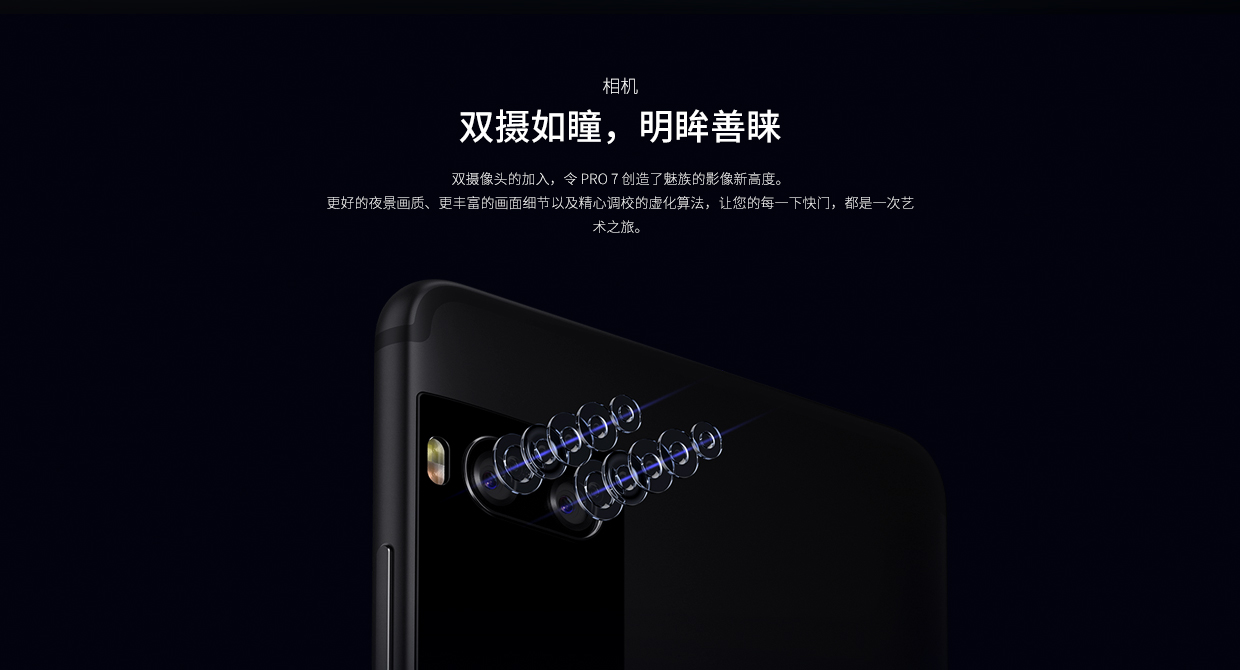 相机
双摄如瞳，明眸善睐
双摄像头的加入，令 PRO 7 创造了魅族的影像新高度。
更好的夜景画质、更丰富的画面细节以及精心调校的虚化算法，让您的每一下快门，都是一次艺
术之旅。